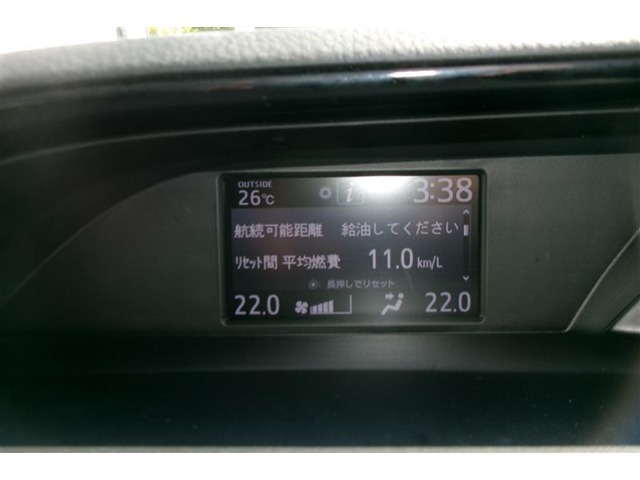 OUTSIDE
26℃ i 3:38
航続可能距離 給油してください
リセット間 平均燃費 11.0 km/L
: 長押しでリセット
22.0 22.0